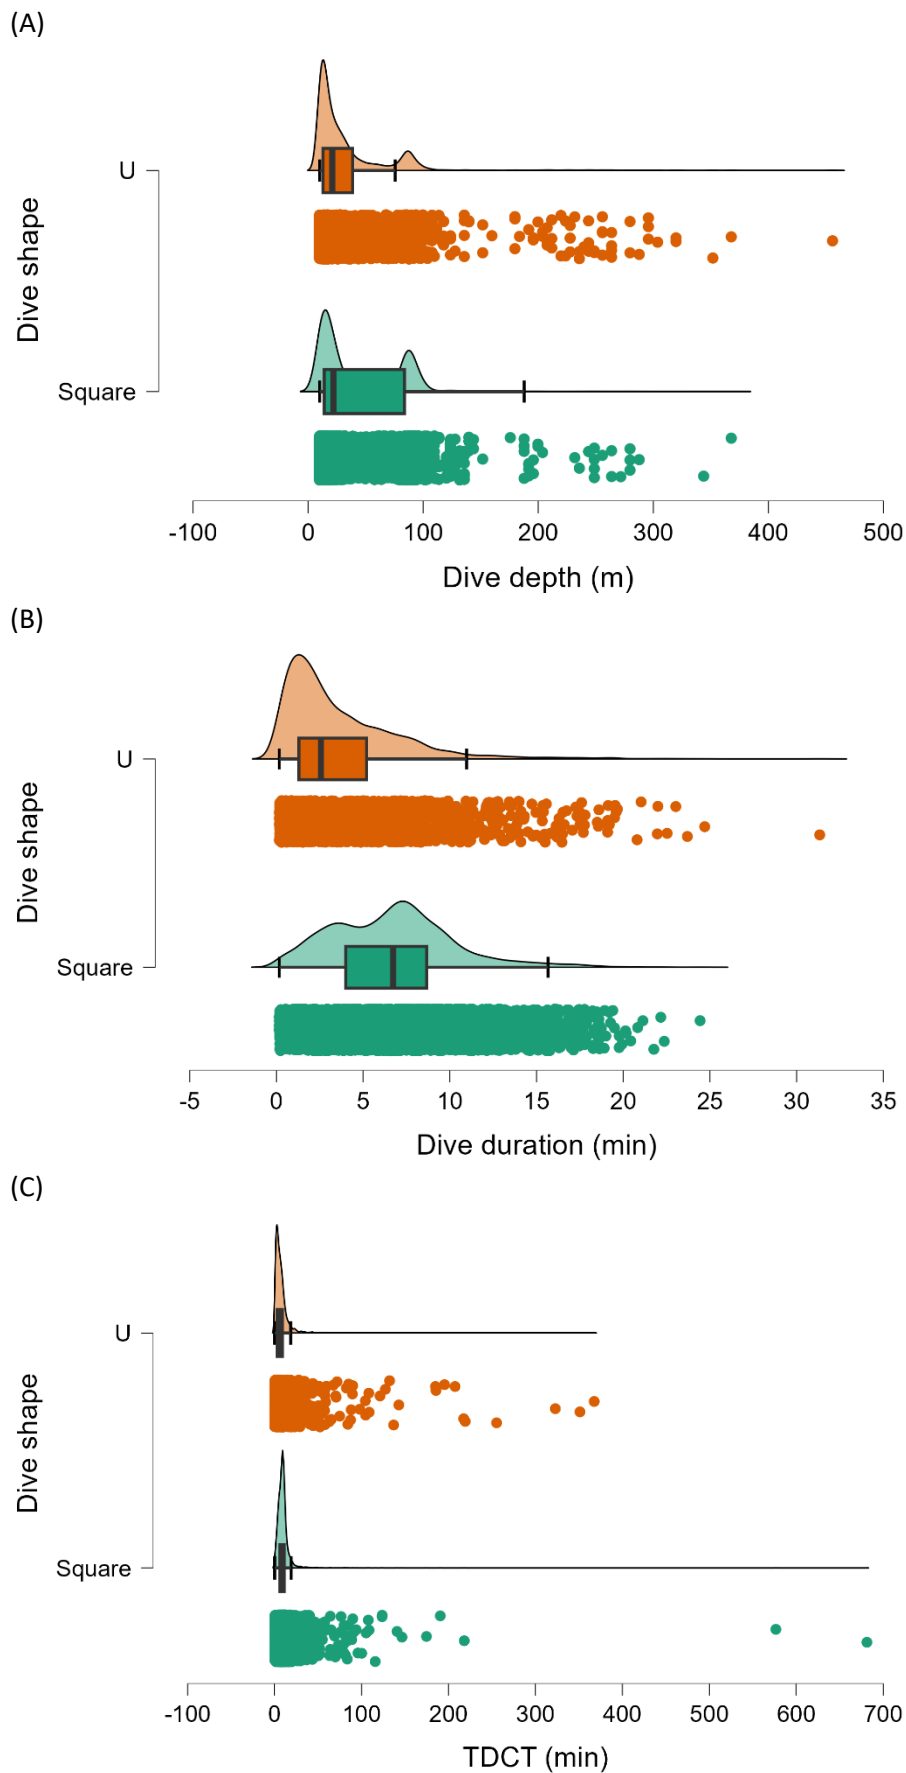 (A)
U
Square
Dive shape
-100 0 100 200 300 400 500
Dive depth (m)
(B)
U
Square
Dive shape
-5 0 5 10 15 20 25 30 35
Dive duration (min)
(C)
U
Square
Dive shape
-100 0 100 200 300 400 500 600 700
TDCT (min)